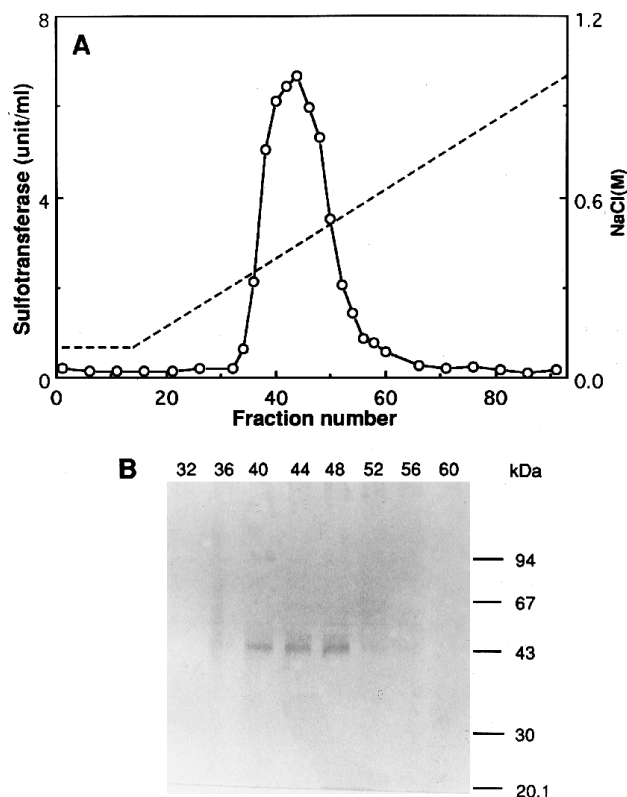 A
8
4
0
Sulfotransferase (unit/ml)
1.2
0.6
0.0
NaCl(M)
0 20 40 60 80
Fraction number
B
32 36 40 44 48 52 56 60 kDa
94
67
43
30
20.1